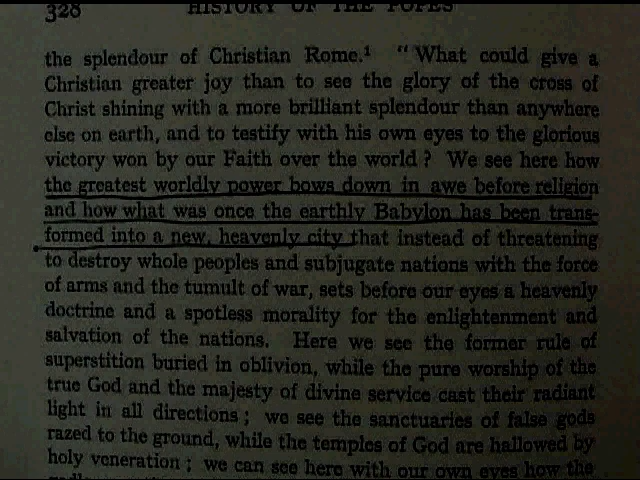 328 HISTORY OF THE POPES
the splendour of Christian Rome.¹ “What could give a
Christian greater joy than to see the glory of the cross of
Christ shining with a more brilliant splendour than anywhere
else on earth, and to testify with his own eyes to the glorious
victory won by our Faith over the world ? We see here how
the greatest worldly power bows down in awe before religion
and how what was once the earthly Babylon has been trans-
formed into a new, heavenly city that instead of threatening
to destroy whole peoples and subjugate nations with the force
of arms and the tumult of war, sets before our eyes a heavenly
doctrine and a spotless morality for the enlightenment and
salvation of the nations. Here we see the former rule of
superstition buried in oblivion, while the pure worship of the
true God and the majesty of divine service cast their radiant
light in all directions ; we see the sanctuaries of false gods
razed to the ground, while the temples of God are hallowed by
holy veneration ; we can see here with our own eyes how the